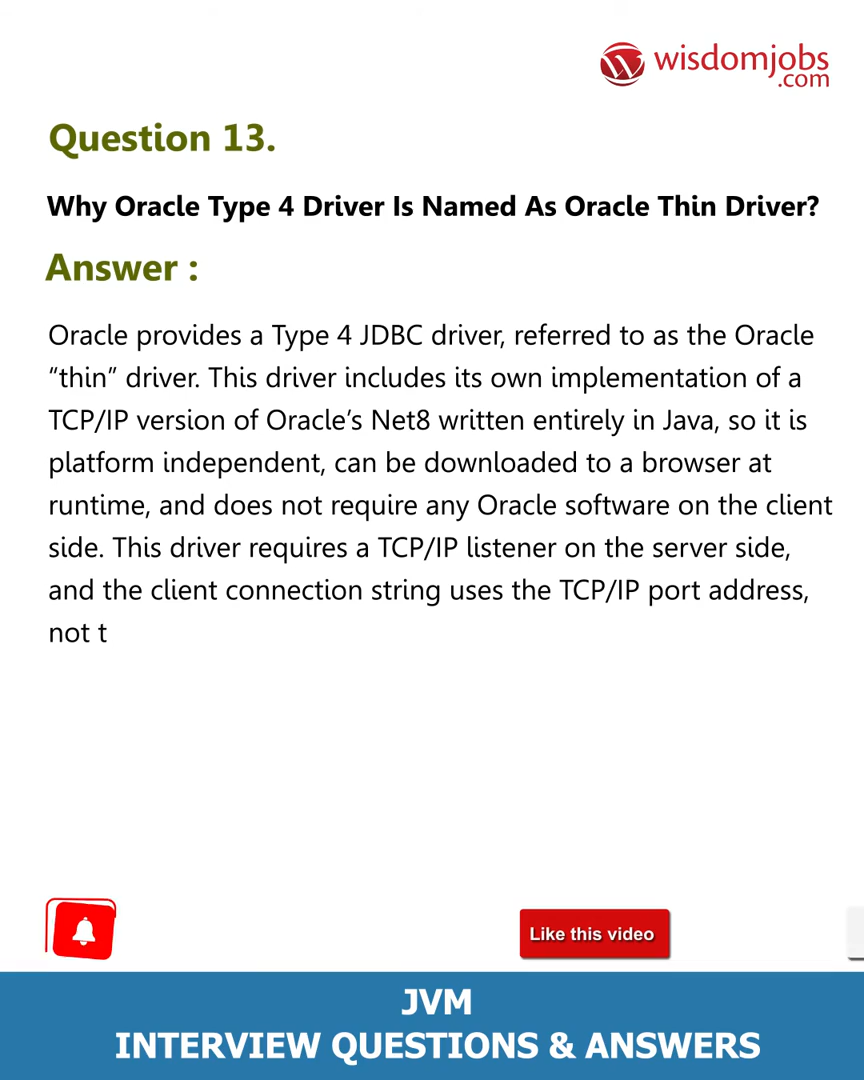 wisdomjobs
.com
Question 13.
Why Oracle Type 4 Driver Is Named As Oracle Thin Driver?
Answer :
Oracle provides a Type 4 JDBC driver, referred to as the Oracle
“thin” driver. This driver includes its own implementation of a
TCP/IP version of Oracle’s Net8 written entirely in Java, so it is
platform independent, can be downloaded to a browser at
runtime, and does not require any Oracle software on the client
side. This driver requires a TCP/IP listener on the server side,
and the client connection string uses the TCP/IP port address,
not t
Like this video
JVM
INTERVIEW QUESTIONS & ANSWERS